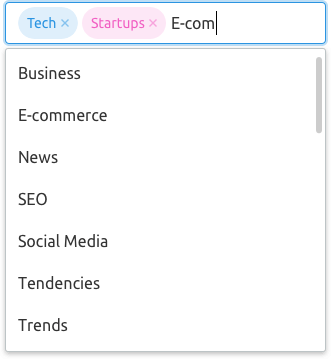 Tech × Startups × E-com
Business
E-commerce
News
SEO
Social Media
Tendencies
Trends